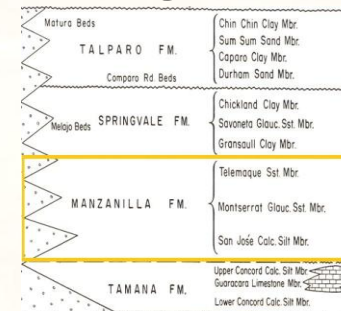 Matura Beds
TALPARO FM.
Comparo Rd. Beds
Chin Chin Clay Mbr.
Sum Sum Sand Mbr.
Caparo Clay Mbr.
Durham Sand Mbr.
Melajo Beds
SPRINGVALE FM.
Chickland Clay Mbr.
Savoneta Glauc. Sst. Mbr.
Gransaull Clay Mbr.
MANZANILLA FM.
Telemaque Sst. Mbr.
Montserrat Glauc. Sst. Mbr.
San José Calc. Silt Mbr.
TAMANA FM.
Upper Concord Calc. Silt Mbr.
Guaracara Limestone Mbr.
Lower Concord Calc. Silt Mbr.